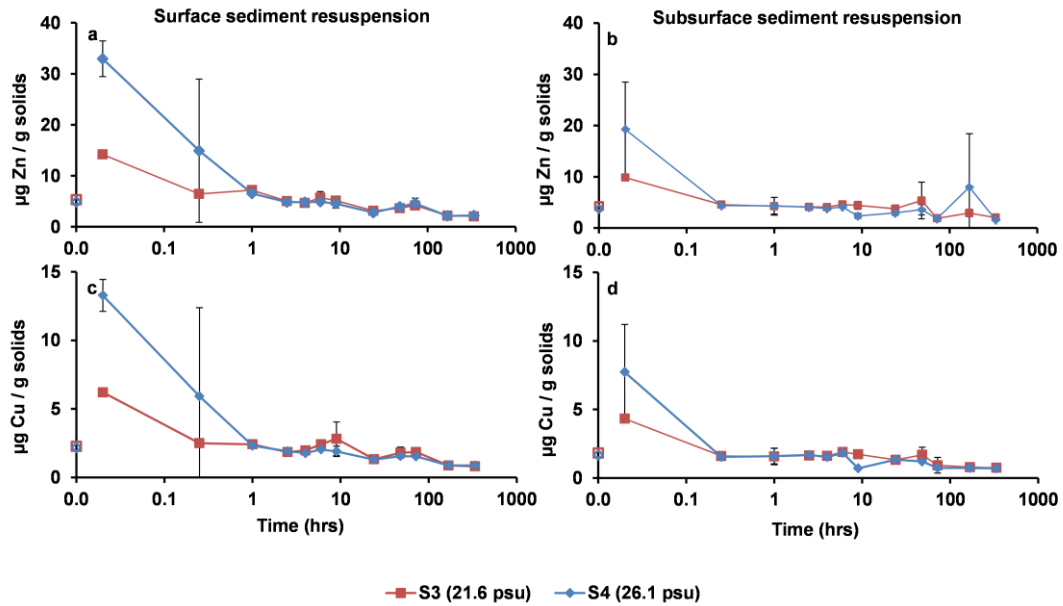 Surface sediment resuspension
Subsurface sediment resuspension
a
µg Zn / g solids
40
30
20
10
0
0.0 0.1 1 10 100 1000
b
µg Zn / g solids
40
30
20
10
0
0.0 0.1 1 10 100 1000
c
µg Cu / g solids
15
10
5
0
0.0 0.1 1 10 100 1000
Time (hrs)
d
µg Cu / g solids
15
10
5
0
0.0 0.1 1 10 100 1000
Time (hrs)
S3 (21.6 psu) S4 (26.1 psu)